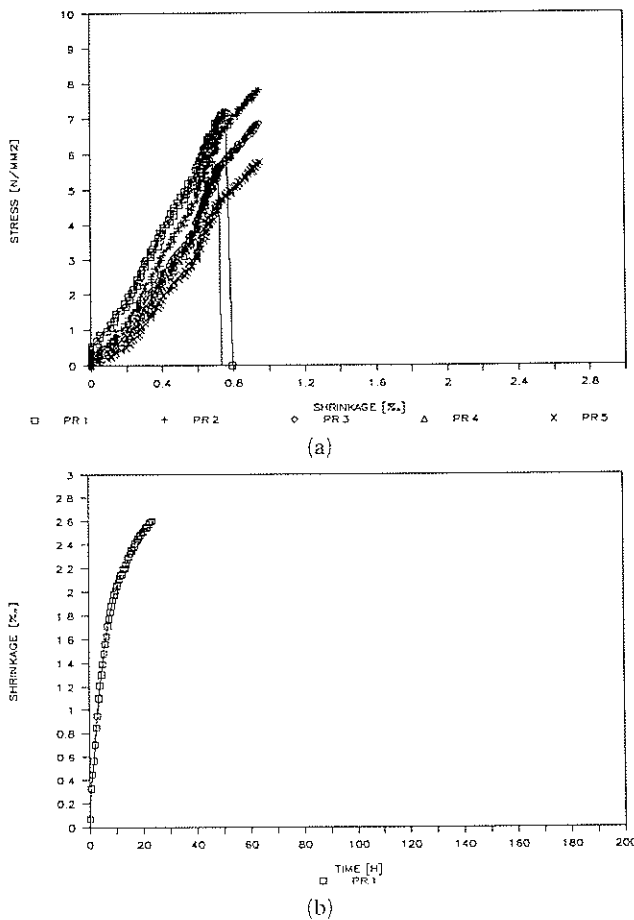 10
9
8
7
6
5
4
3
2
1
0
STRESS [N/MM2]
0 0.4 0.8 1.2 1.6 2 2.4 2.8
SHRINKAGE [‰]
PR 1 PR 2 PR 3 PR 4 PR 5
(a)
3
2 8
2 6
2 4
2 2
2
1 8
1 6
1 4
1 2
1
0 8
0 6
0 4
0 2
0
SHRINKAGE [‰]
0 20 40 60 80 100 120 140 160 180 200
TIME [H]
PR 1
(b)